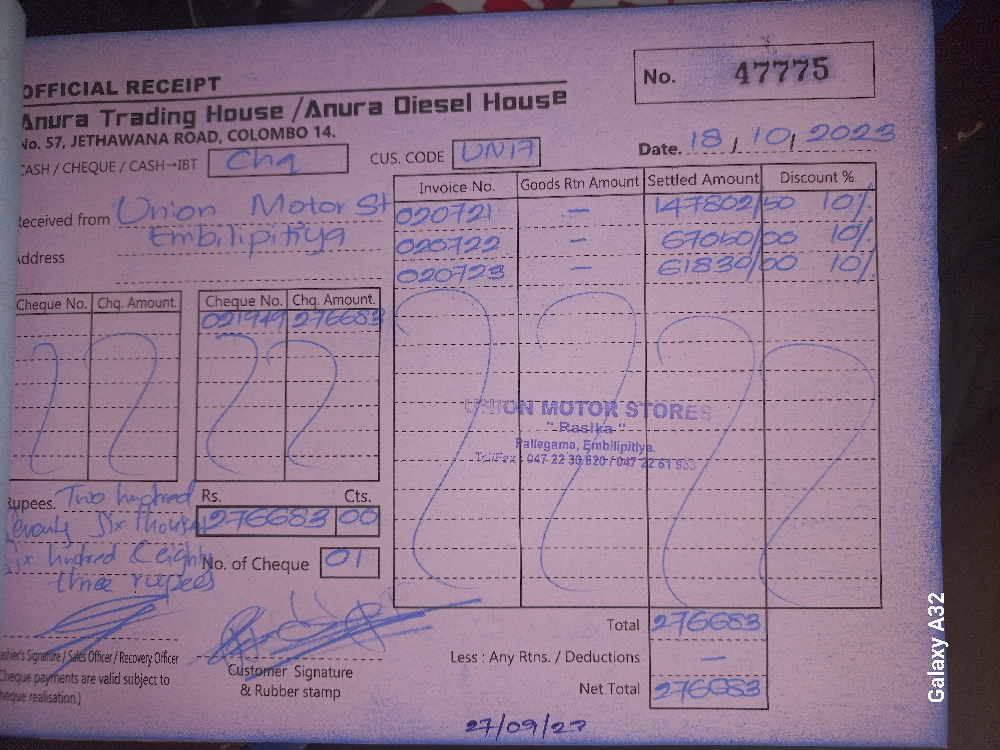 OFFICIAL RECEIPT
No. 47775
Anura Trading House / Anura Diesel House
No. 57, JETHAWANA ROAD, COLOMBO 14.
CASH / CHEQUE / CASH→IBT Chq CUS. CODE UN17 Date. 18 / 10 / 2023
Invoice No. Goods Rtn Amount Settled Amount Discount %
Received from Union Motor St
020721 — 147802/50 10%
Embilipitiya
020722 — 67050/00 10%
Address
020723 — 61830/00 10%
Cheque No. Chq. Amount. Cheque No. Chq. Amount.
021949 276683
UNION MOTOR STORES
" Rasika "
Pallegama, Embilipitiya.
Tel/Fax : 047 22 30 620 / 047 22 61 933
Rupees. Two hundred Rs. Cts.
Seventy Six thousand 276683 00
Six hundred & eighty
No. of Cheque 01
three rupees
Total 276683
Cashier's Signature / Sales Officer / Recovery Officer
Less : Any Rtns. / Deductions —
(Cheque payments are valid subject to
cheque realisation.)
Customer Signature
& Rubber stamp
Net Total 276683
27/09/23
Galaxy A32